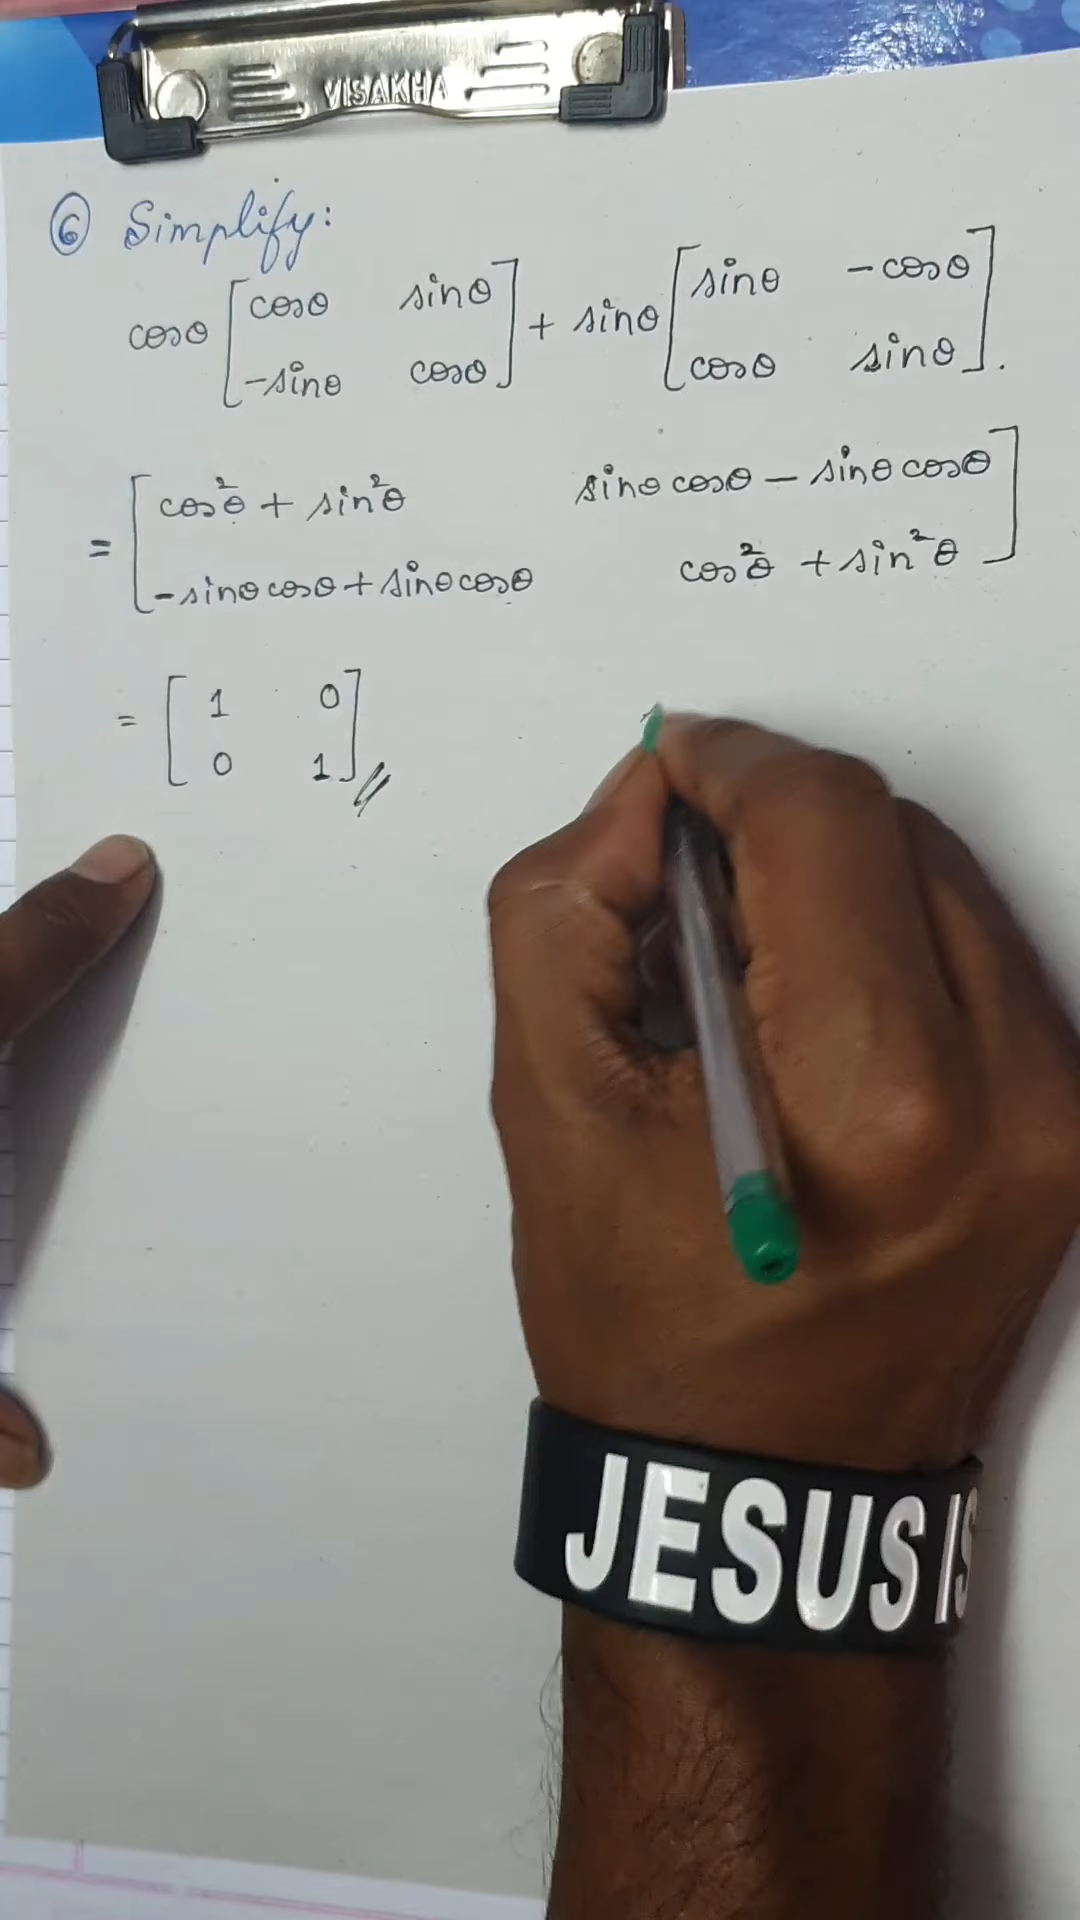 VISAKHA
⑥ Simplify:
cosθ [ cosθ sinθ ] + sinθ [ sinθ -cosθ ]
[ -sinθ cosθ ] [ cosθ sinθ ].
= [ cos²θ + sin²θ sinθ cosθ - sinθ cosθ ]
[ -sinθ cosθ + sinθ cosθ cos²θ + sin²θ ]
= [ 1 0 ]
[ 0 1 ]//
JESUS IS